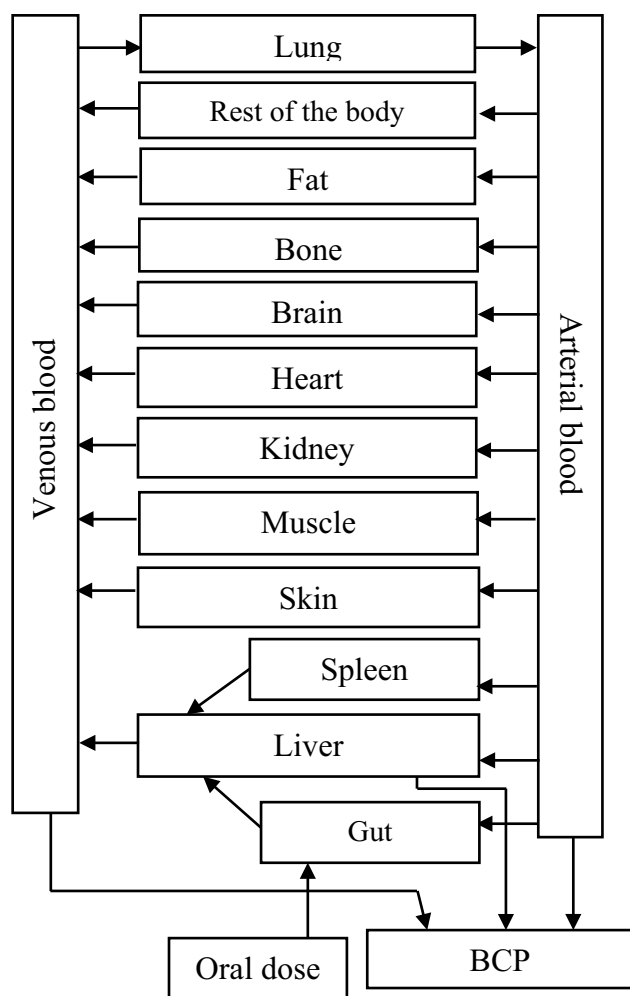 Lung
Rest of the body
Fat
Bone
Brain
Heart
Kidney
Muscle
Skin
Spleen
Liver
Gut
Oral dose
BCP
Venous blood
Arterial blood